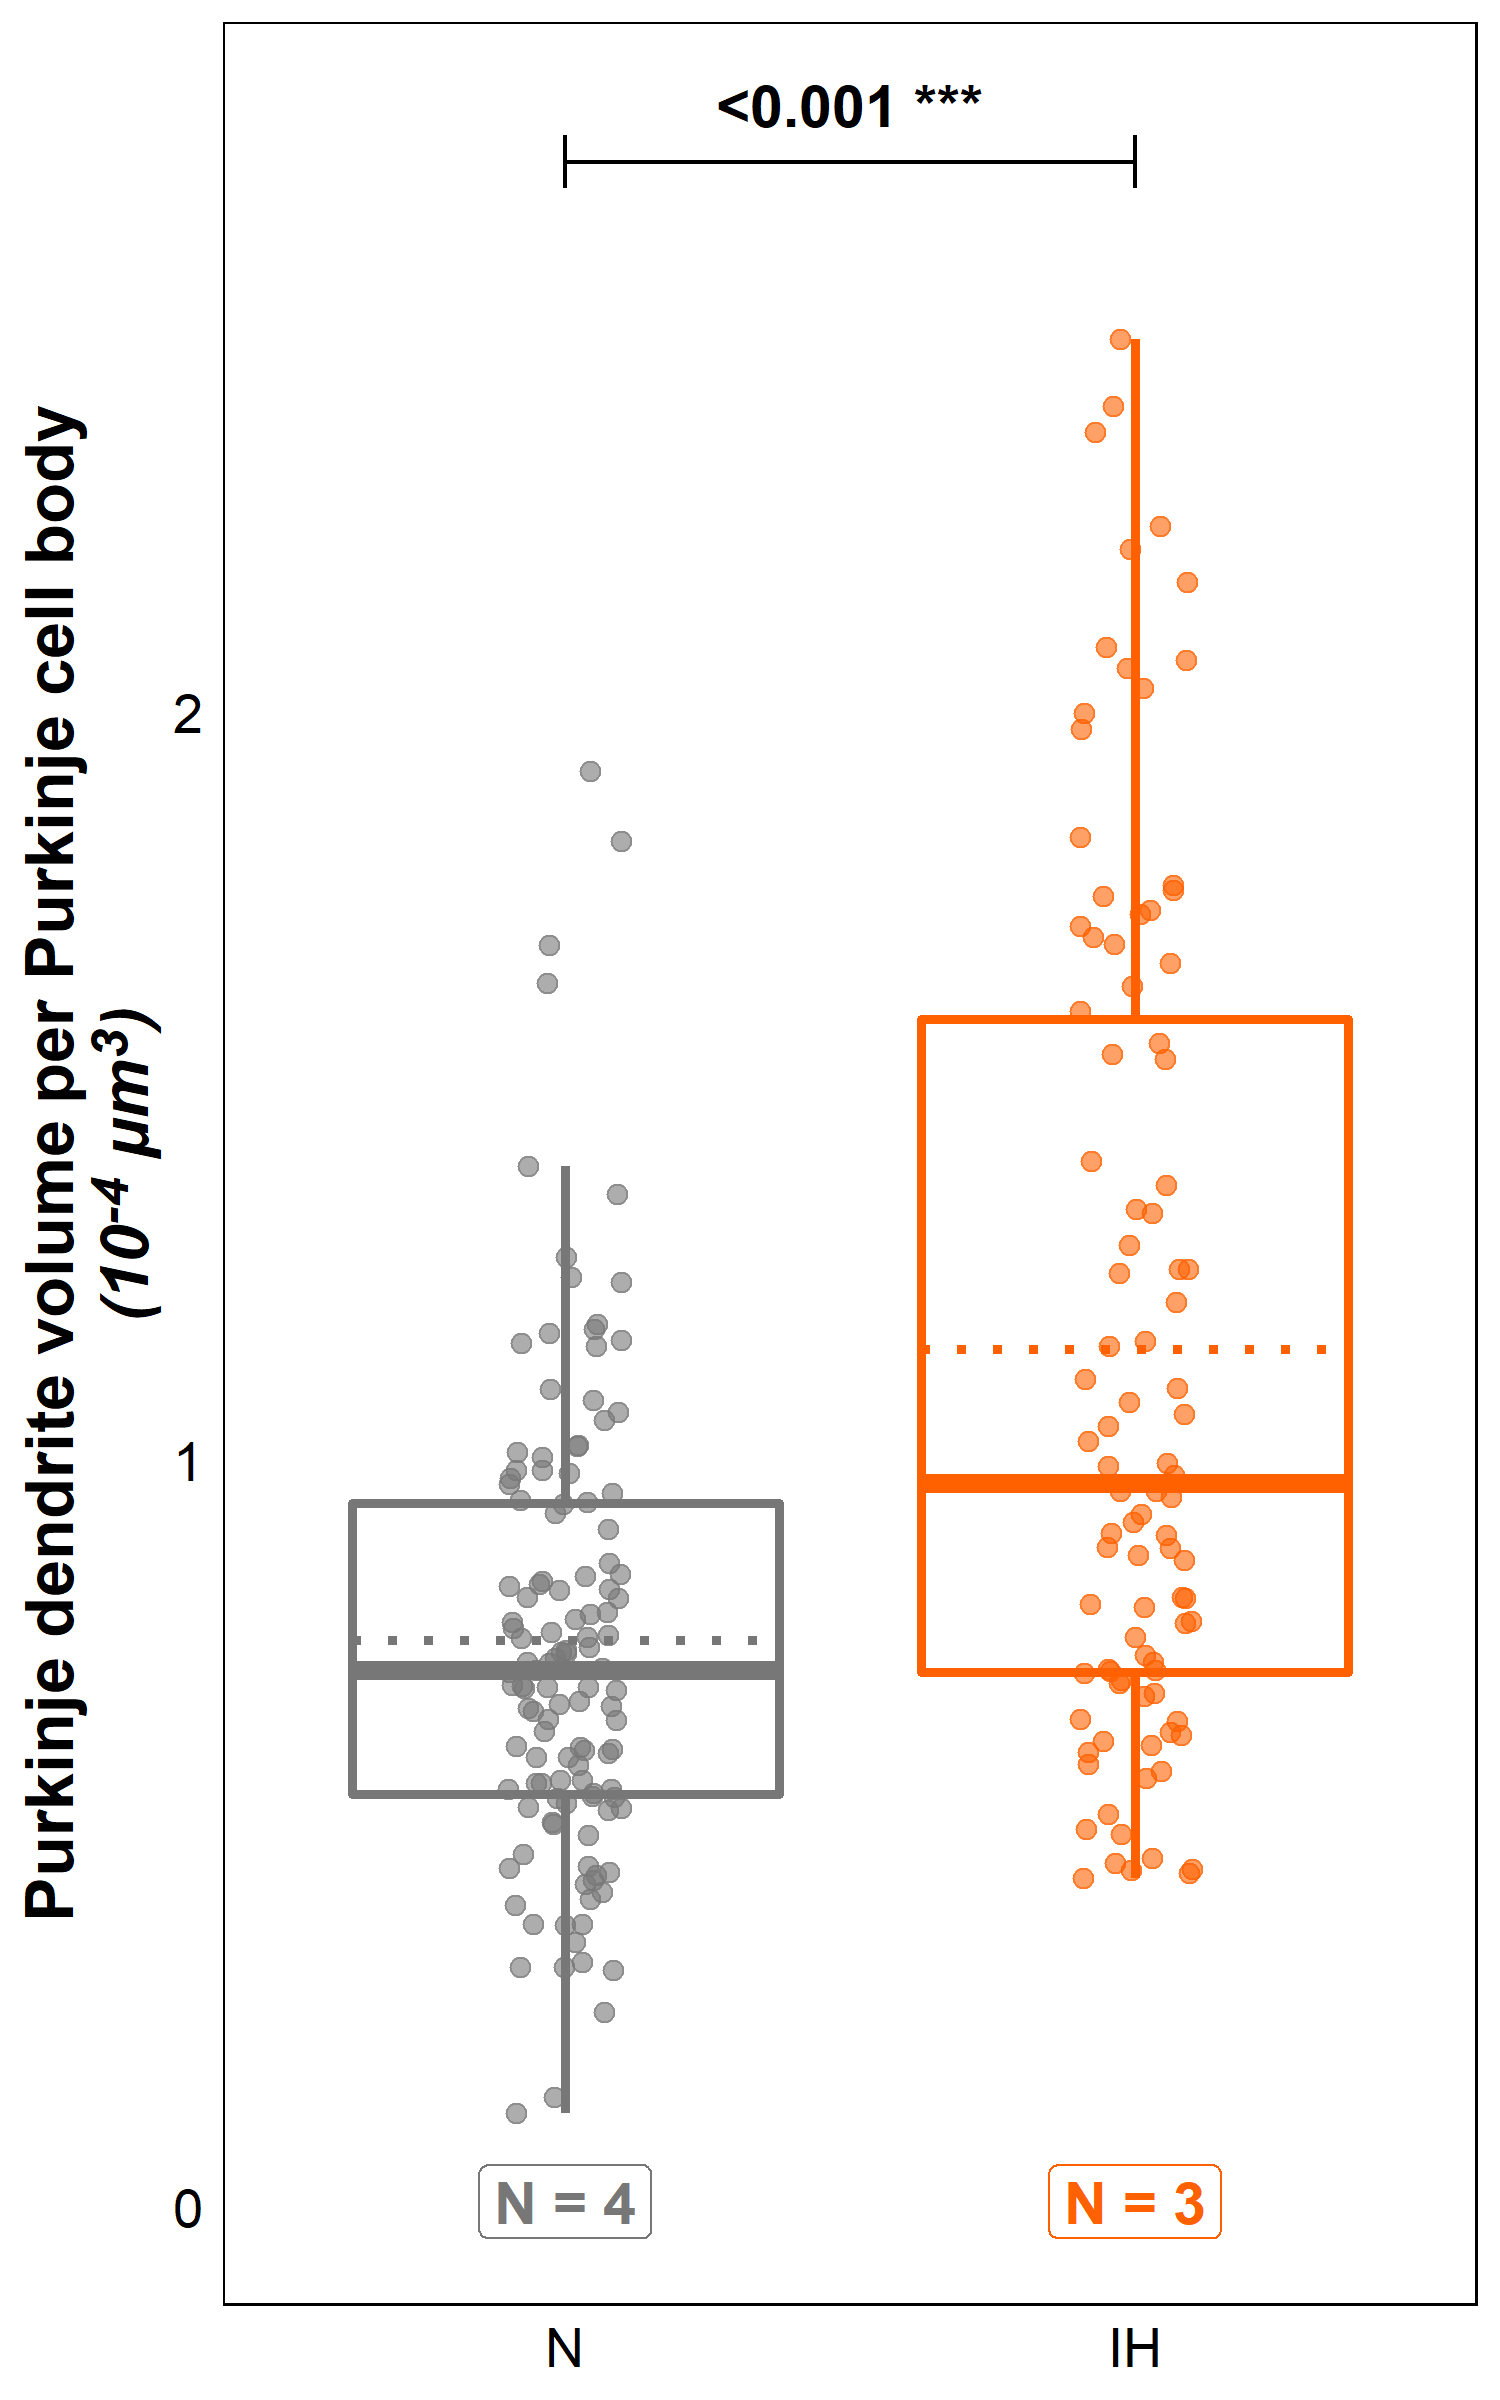 <0.001 ***
Purkinje dendrite volume per Purkinje cell body
(10⁻⁴ µm³)
2
1
0
N = 4
N = 3
N
IH